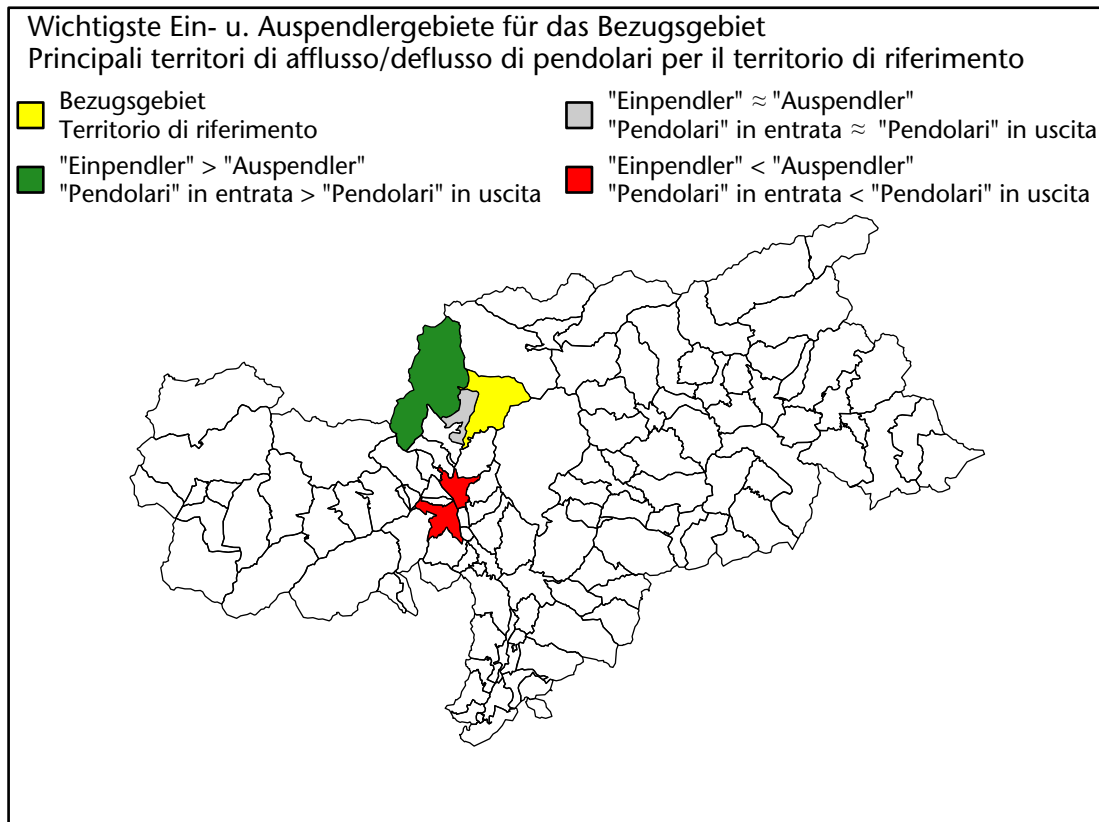 Wichtigste Ein- u. Auspendlergebiete für das Bezugsgebiet
Principali territori di afflusso/deflusso di pendolari per il territorio di riferimento
Bezugsgebiet
Territorio di riferimento
"Einpendler" ≈ "Auspendler"
"Pendolari" in entrata ≈ "Pendolari" in uscita
"Einpendler" > "Auspendler"
"Pendolari" in entrata > "Pendolari" in uscita
"Einpendler" < "Auspendler"
"Pendolari" in entrata < "Pendolari" in uscita